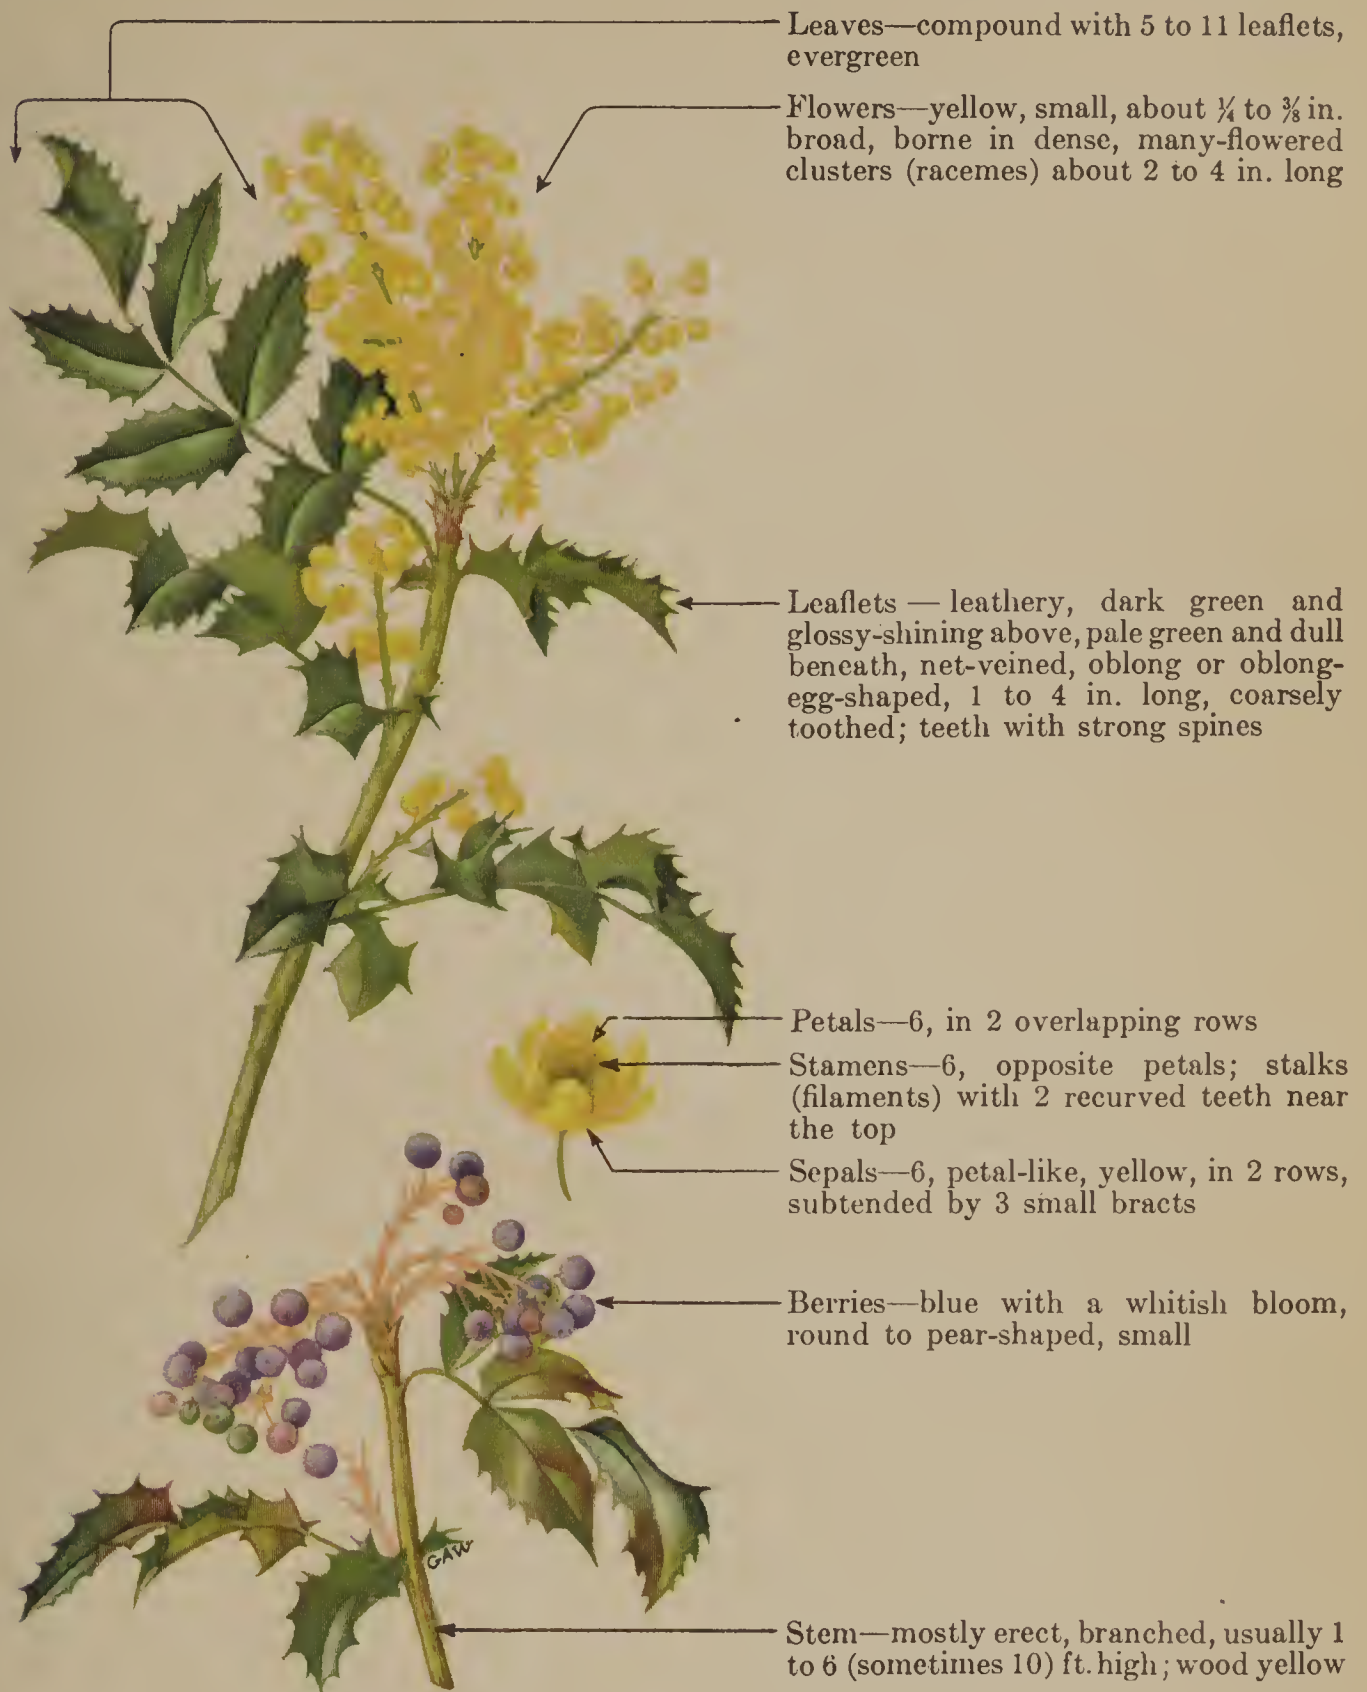 Leaves—compound with 5 to 11 leaflets,
evergreen
Flowers—yellow, small, about ¼ to ⅜ in.
broad, borne in dense, many-flowered
clusters (racemes) about 2 to 4 in. long
Leaflets — leathery, dark green and
glossy-shining above, pale green and dull
beneath, net-veined, oblong or oblong-
egg-shaped, 1 to 4 in. long, coarsely
toothed; teeth with strong spines
Petals—6, in 2 overlapping rows
Stamens—6, opposite petals; stalks
(filaments) with 2 recurved teeth near
the top
Sepals—6, petal-like, yellow, in 2 rows,
subtended by 3 small bracts
Berries—blue with a whitish bloom,
round to pear-shaped, small
GAW
Stem—mostly erect, branched, usually 1
to 6 (sometimes 10) ft. high; wood yellow